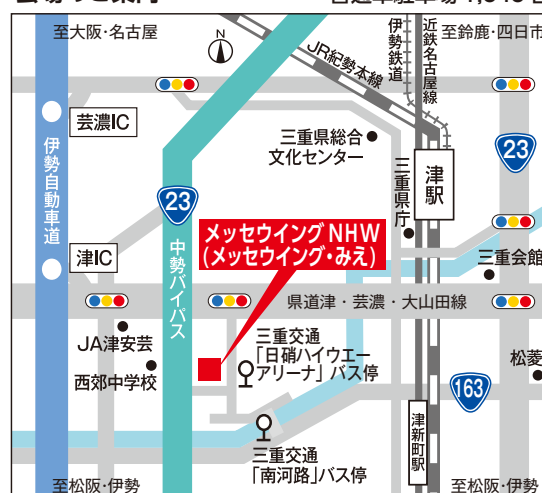 至大阪・名古屋
N
JR紀勢本線
伊勢鉄道
近鉄名古屋線
至鈴鹿・四日市
芸濃IC
三重県総合
文化センター
23
津駅
伊勢自動車道
三重県庁
23
メッセウイングNHW
(メッセウイング・みえ)
中勢バイパス
津IC
三重会館
県道津・芸濃・大山田線
JA津安芸
西郊中学校
三重交通
「日硝ハイウエー
アリーナ」バス停
松菱
163
津新町駅
三重交通
「南河路」バス停
至松阪・伊勢
至松阪・伊勢